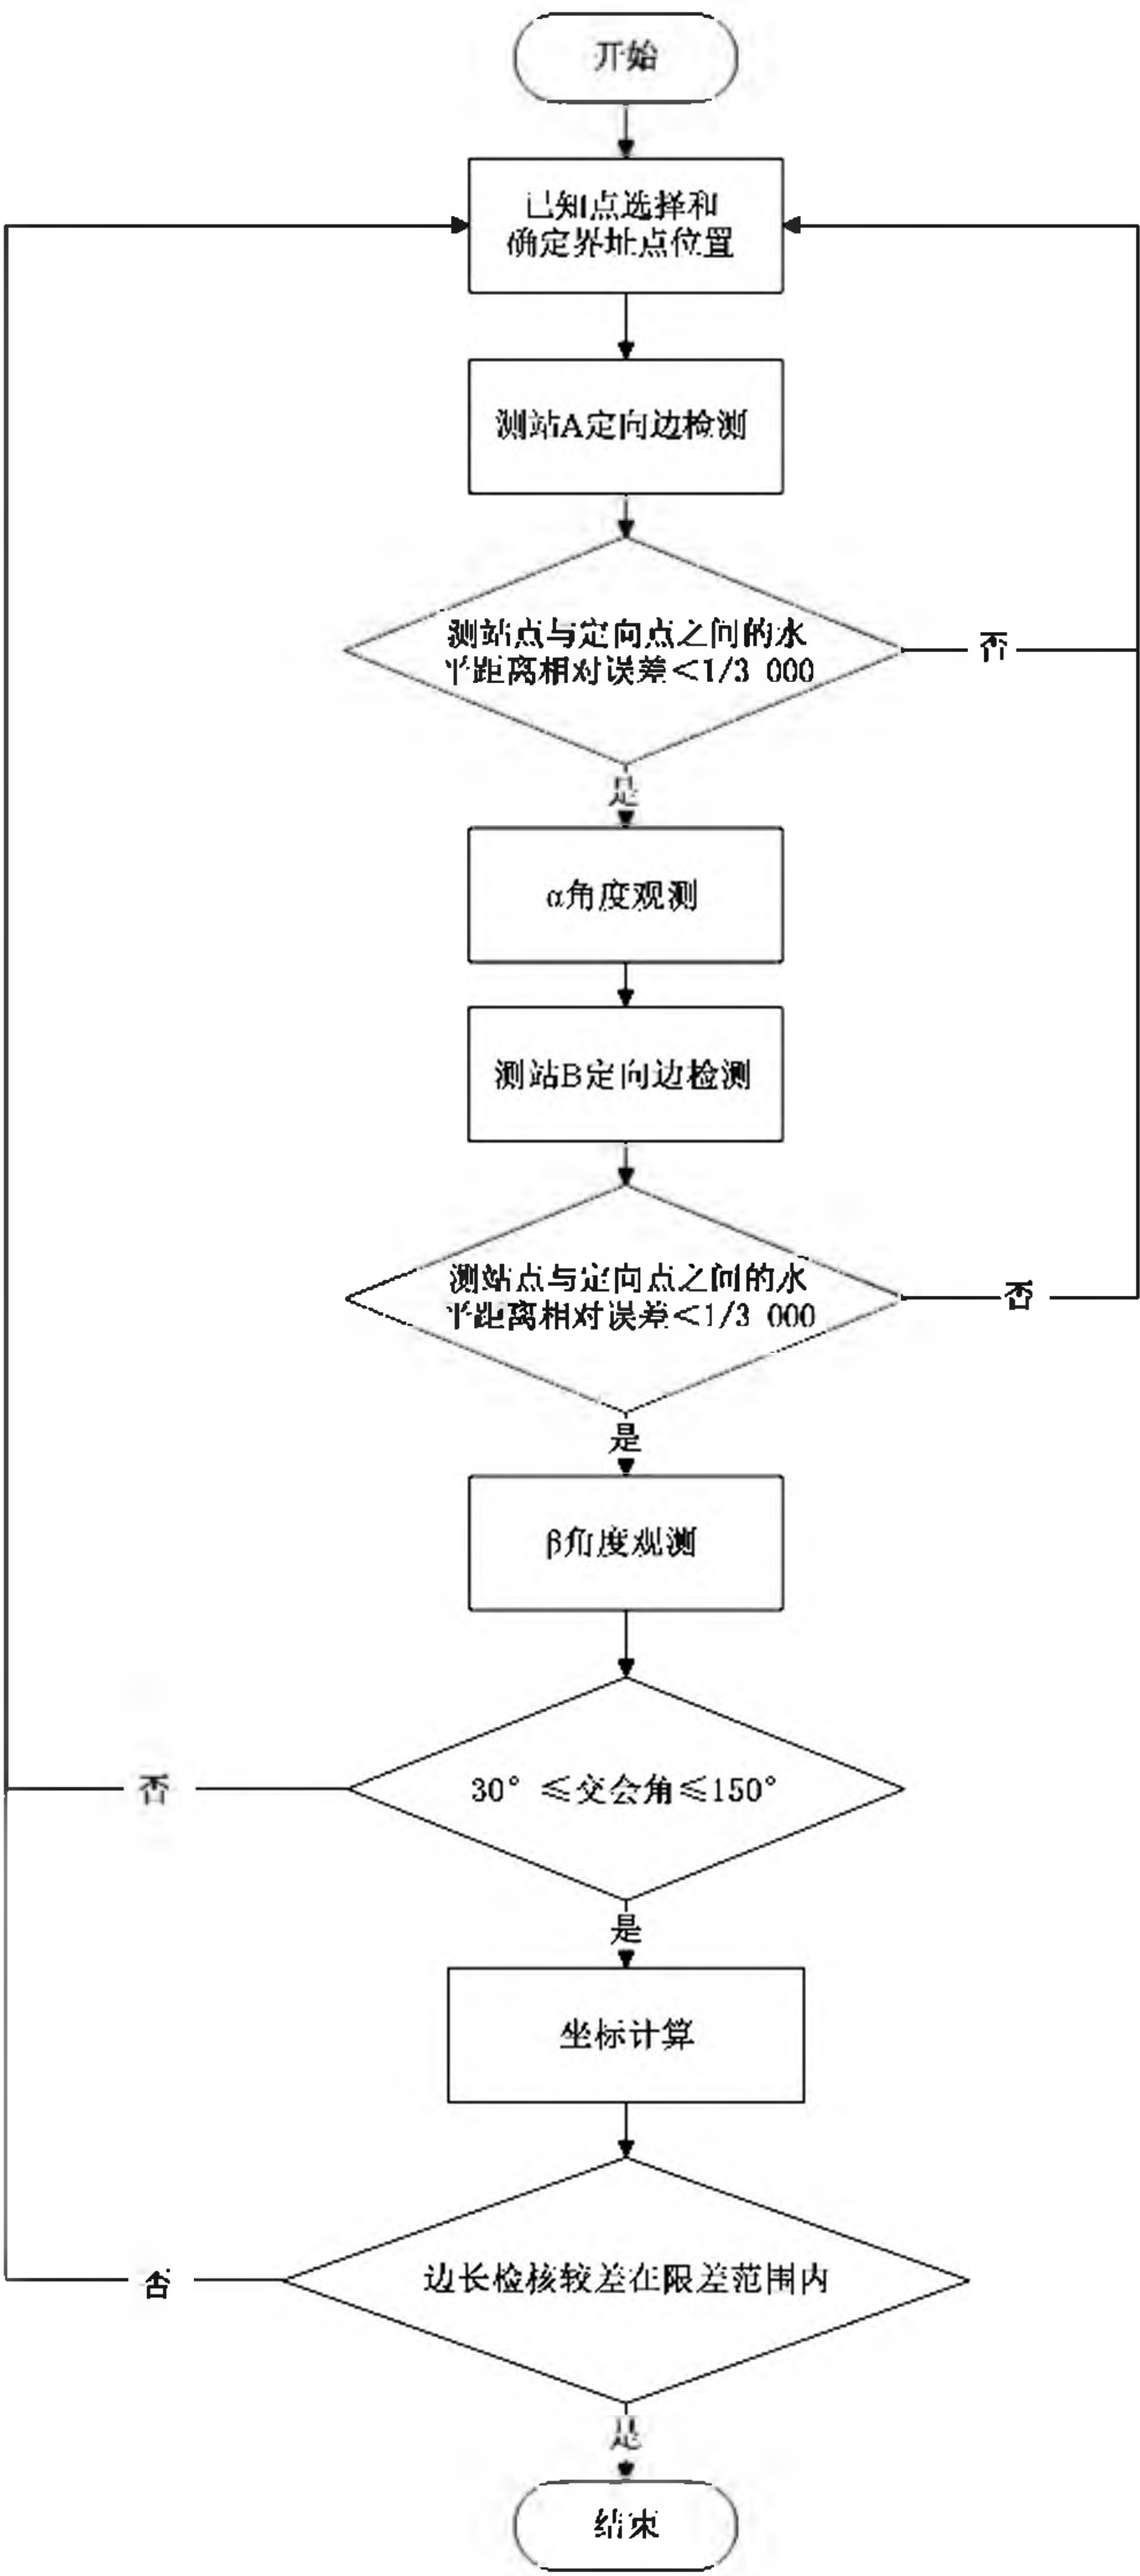 开始
已知点选择和
确定界址点位置
测站A定向边检测
测站点与定向点之间的水
平距离相对误差<1/3 000
否
是
α角度观测
测站B定向边检测
测站点与定向点之间的水
平距离相对误差<1/3 000
否
是
β角度观测
30°≤交会角≤150°
否
是
坐标计算
边长检核较差在限差范围内
否
是
结束